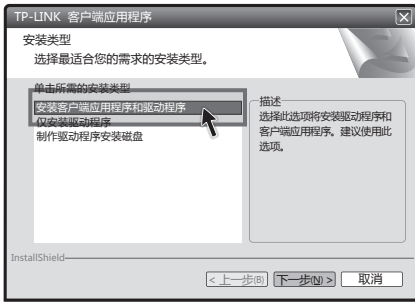 TP-LINK 客户端应用程序
安装类型
选择最适合您的需求的安装类型。
单击所需的安装类型
安装客户端应用程序和驱动程序
仅安装驱动程序
制作驱动程序安装磁盘
描述
选择此选项将安装驱动程序和
客户端应用程序。建议使用此
选项。
InstallShield
< 上一步(B) 下一步(N) > 取消